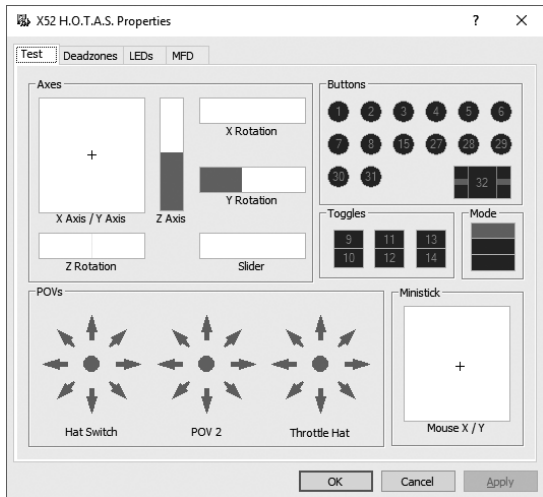 X52 H.O.T.A.S. Properties
? X
Test Deadzones LEDs MFD
Axes
X Axis / Y Axis
Z Axis
X Rotation
Y Rotation
Z Rotation
Slider
Buttons
1 2 3 4 5 6
7 8 15 27 28 29
30 31 32
Toggles
9 11 13
10 12 14
Mode
POVs
Hat Switch
POV 2
Throttle Hat
Ministick
Mouse X / Y
OK Cancel Apply